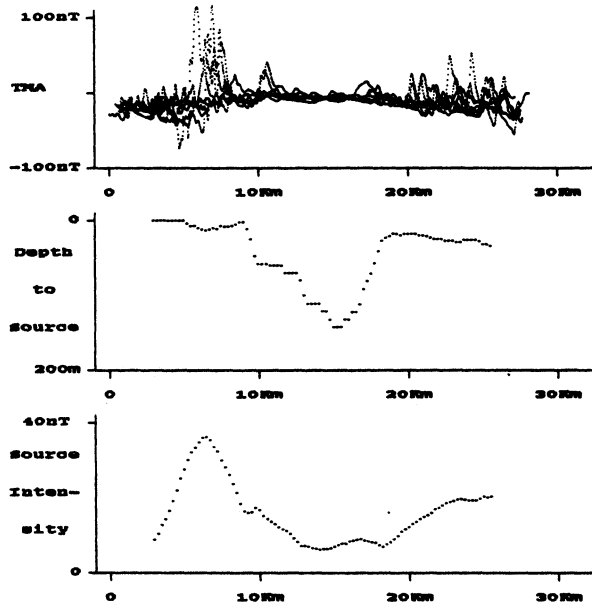 100nT
TMA
-100nT
0 10Km 20Km 30Km
0
Depth
to
Source
200m
0 10Km 20Km 30Km
40nT
Source
Inten-
sity
0
0 10Km 20Km 30Km